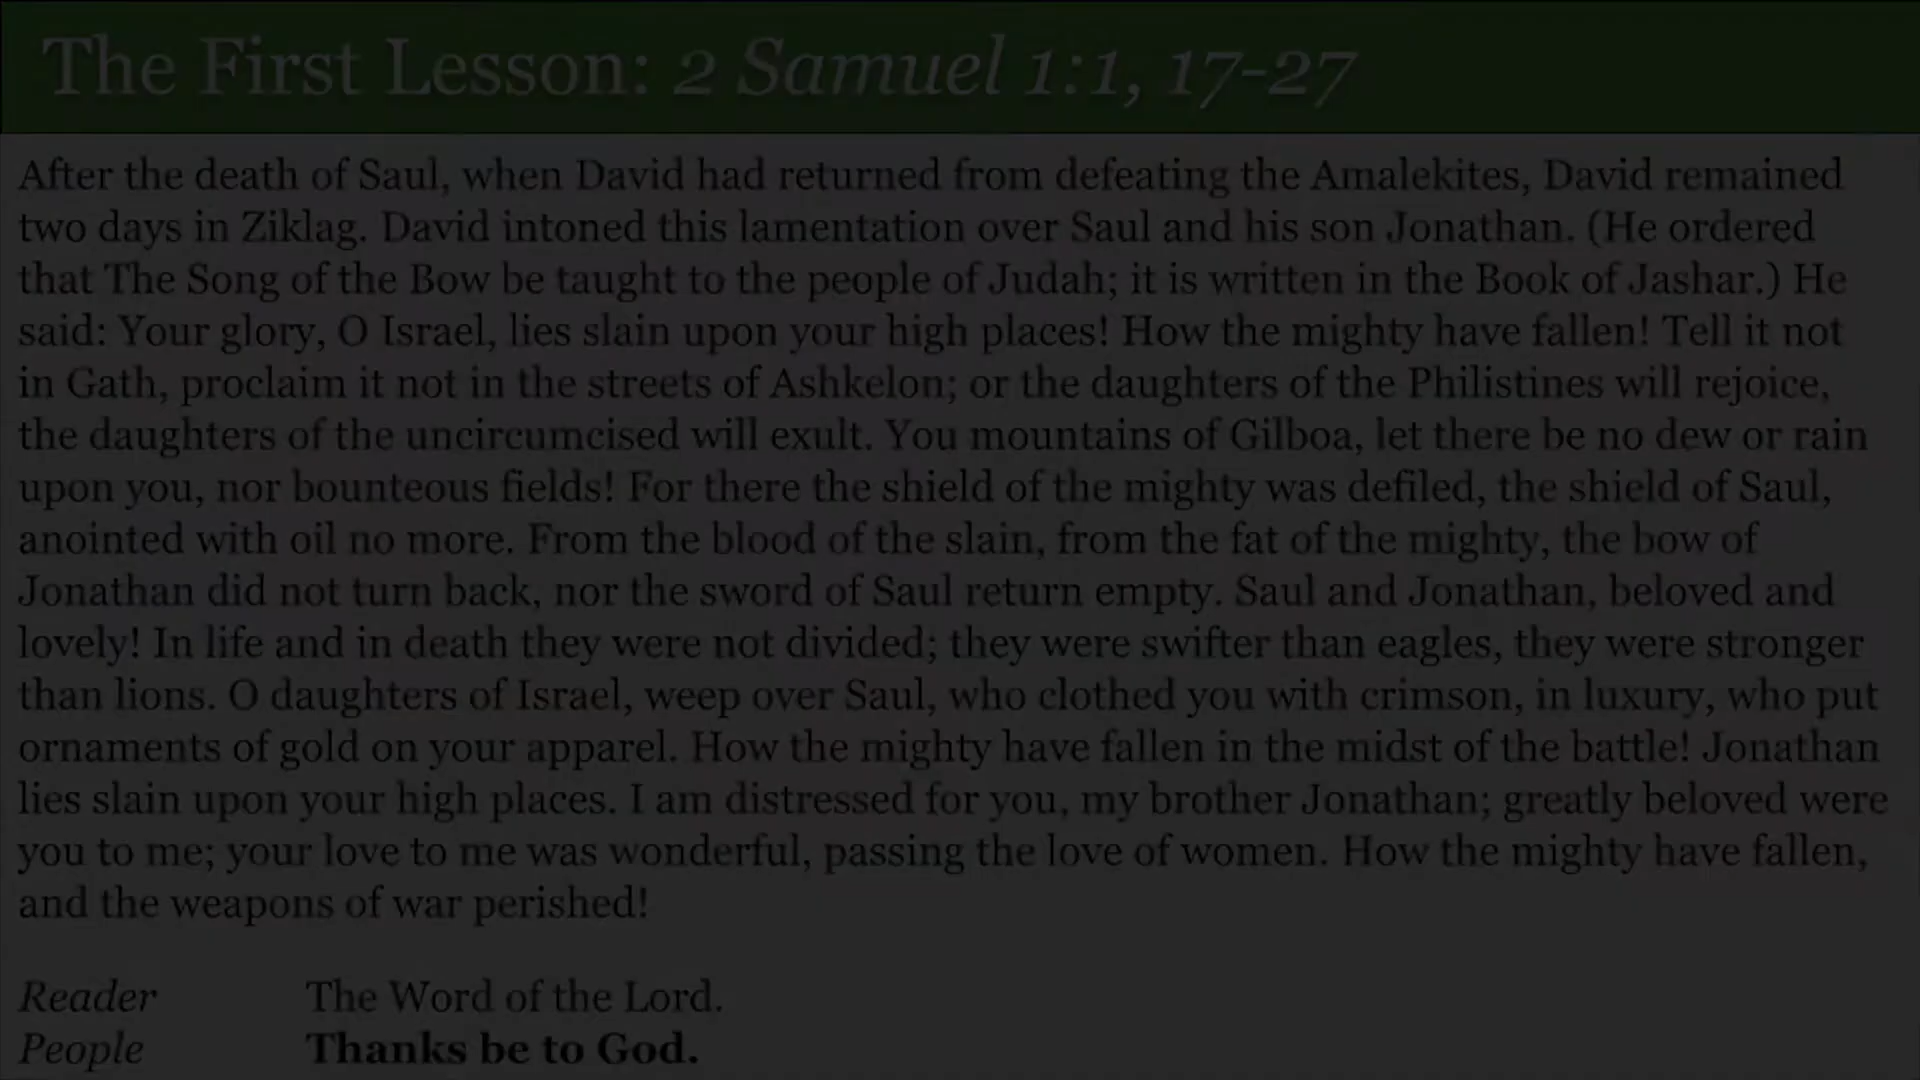 The First Lesson: 2 Samuel 1:1, 17-27
After the death of Saul, when David had returned from defeating the Amalekites, David remained
two days in Ziklag. David intoned this lamentation over Saul and his son Jonathan. (He ordered
that The Song of the Bow be taught to the people of Judah; it is written in the Book of Jashar.) He
said: Your glory, O Israel, lies slain upon your high places! How the mighty have fallen! Tell it not
in Gath, proclaim it not in the streets of Ashkelon; or the daughters of the Philistines will rejoice,
the daughters of the uncircumcised will exult. You mountains of Gilboa, let there be no dew or rain
upon you, nor bounteous fields! For there the shield of the mighty was defiled, the shield of Saul,
anointed with oil no more. From the blood of the slain, from the fat of the mighty, the bow of
Jonathan did not turn back, nor the sword of Saul return empty. Saul and Jonathan, beloved and
lovely! In life and in death they were not divided; they were swifter than eagles, they were stronger
than lions. O daughters of Israel, weep over Saul, who clothed you with crimson, in luxury, who put
ornaments of gold on your apparel. How the mighty have fallen in the midst of the battle! Jonathan
lies slain upon your high places. I am distressed for you, my brother Jonathan; greatly beloved were
you to me; your love to me was wonderful, passing the love of women. How the mighty have fallen,
and the weapons of war perished!
Reader The Word of the Lord.
People Thanks be to God.